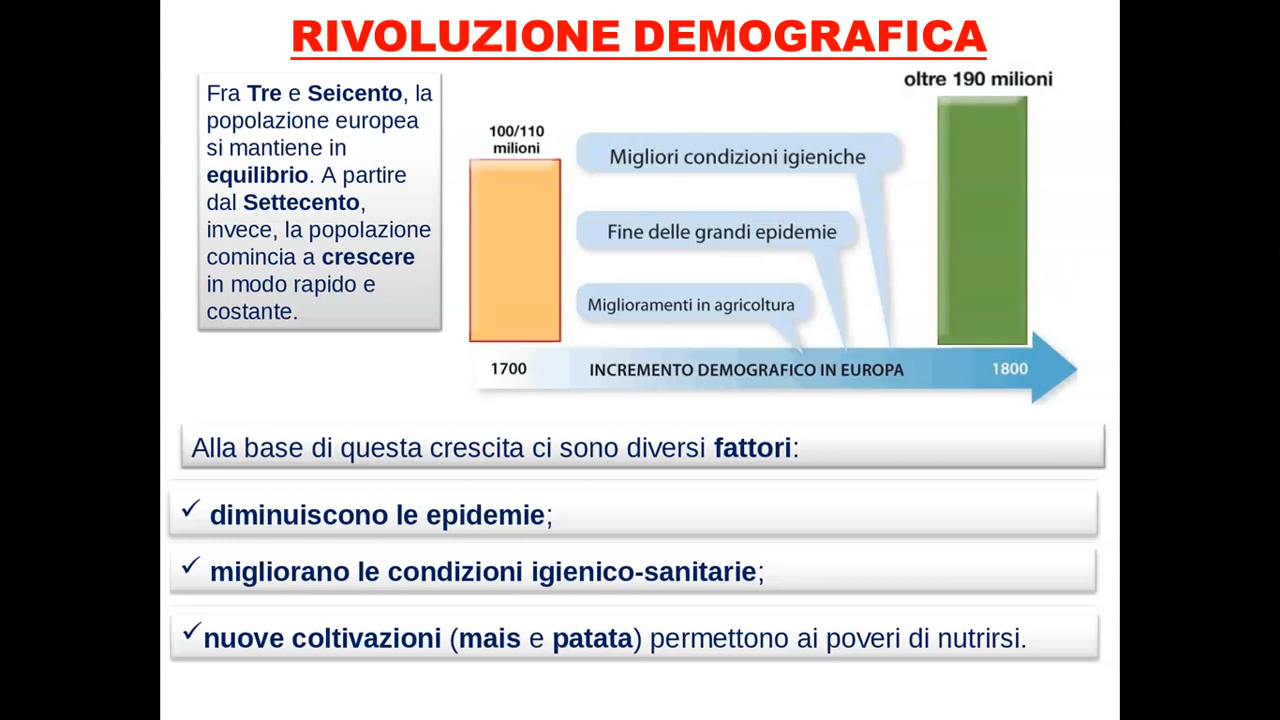 RIVOLUZIONE DEMOGRAFICA
Fra Tre e Seicento, la
popolazione europea
si mantiene in
equilibrio. A partire
dal Settecento,
invece, la popolazione
comincia a crescere
in modo rapido e
costante.
100/110
milioni
oltre 190 milioni
Migliori condizioni igieniche
Fine delle grandi epidemie
Miglioramenti in agricoltura
1700 INCREMENTO DEMOGRAFICO IN EUROPA 1800
Alla base di questa crescita ci sono diversi fattori:
✓ diminuiscono le epidemie;
✓ migliorano le condizioni igienico-sanitarie;
✓nuove coltivazioni (mais e patata) permettono ai poveri di nutrirsi.